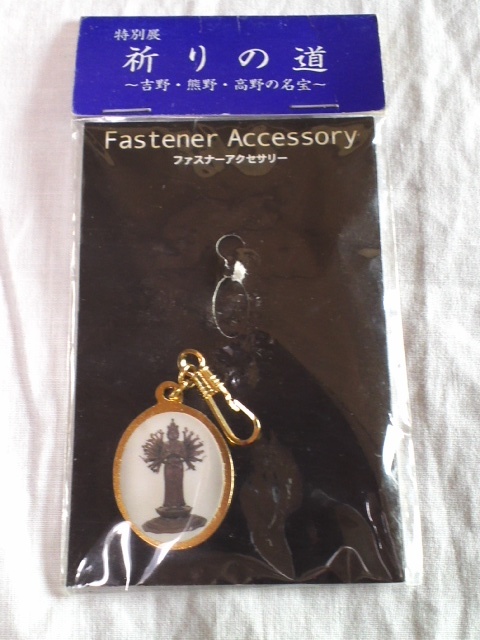 特別展
祈りの道
～吉野・熊野・高野の名宝～
Fastener Accessory
ファスナーアクセサリー